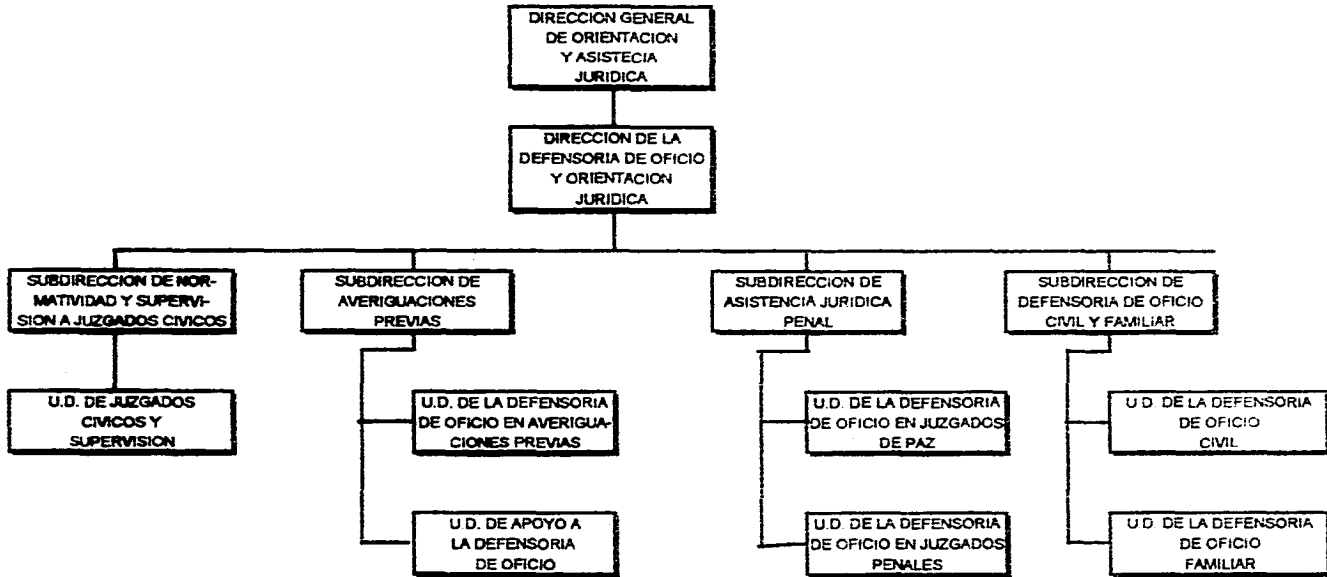 DIRECCION GENERAL
DE ORIENTACION
Y ASISTECIA
JURIDICA
DIRECCION DE LA
DEFENSORIA DE OFICIO
Y ORIENTACION
JURIDICA
SUBDIRECCION DE NOR-
MATIVIDAD Y SUPERVI-
SION A JUZGADOS CIVICOS
SUBDIRECCION DE
AVERIGUACIONES
PREVIAS
SUBDIRECCION DE
ASISTENCIA JURIDICA
PENAL
SUBDIRECCION DE
DEFENSORIA DE OFICIO
CIVIL Y FAMILIAR
U.D. DE JUZGADOS
CIVICOS Y
SUPERVISION
U.D. DE LA DEFENSORIA
DE OFICIO EN AVERIGUA-
CIONES PREVIAS
U.D. DE LA DEFENSORIA
DE OFICIO EN JUZGADOS
DE PAZ
U.D. DE LA DEFENSORIA
DE OFICIO
CIVIL
U.D. DE APOYO A
LA DEFENSORIA
DE OFICIO
U.D. DE LA DEFENSORIA
DE OFICIO EN JUZGADOS
PENALES
U.D. DE LA DEFENSORIA
DE OFICIO
FAMILIAR